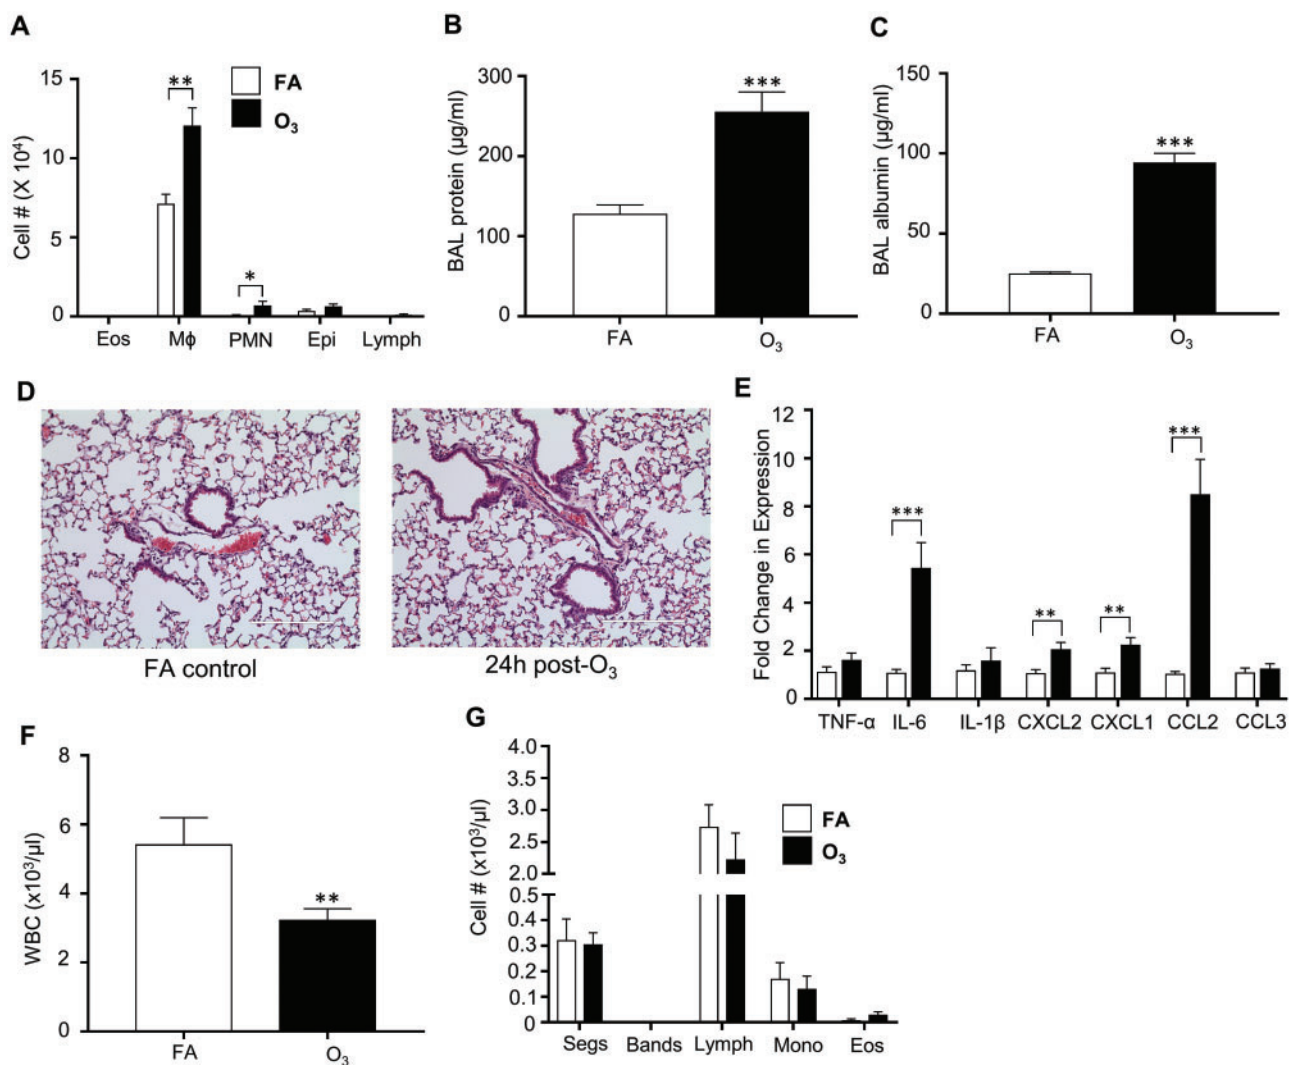 A
Cell # (X 10⁴)
15
10
5
0
**
*
FA
O₃
Eos Mϕ PMN Epi Lymph
B
BAL protein (µg/ml)
300
200
100
0
***
FA O₃
C
BAL albumin (µg/ml)
150
100
50
0
***
FA O₃
D
FA control 24h post-O₃
E
Fold Change in Expression
12
10
8
6
4
2
0
***
***
**
**
TNF-α IL-6 IL-1β CXCL2 CXCL1 CCL2 CCL3
F
WBC (x10³/µl)
8
6
4
2
0
**
FA O₃
G
Cell # (x10³/µl)
4.0
3.5
3.0
2.5
2.0
0.5
0.4
0.3
0.2
0.1
0
FA
O₃
Segs Bands Lymph Mono Eos